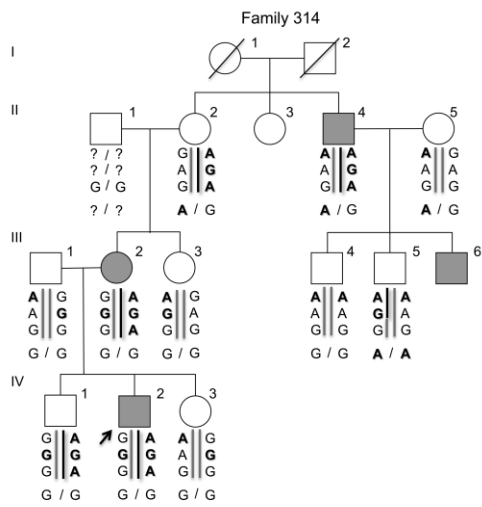 Family 314
I
1 2
II
1 2 3 4 5
? / ? G A A A A G
? / ? A G A G A A
G / G G A G A G G
? / ? A / G A / G A / G
III
1 2 3 4 5 6
A G G A A G A A A A
A G G G G A A A G A
G G G A G G G G G G
G / G G / G G / G G / G A / A
IV
1 2 3
G A G A A G
G G G G A G
G A G A G G
G / G G / G G / G